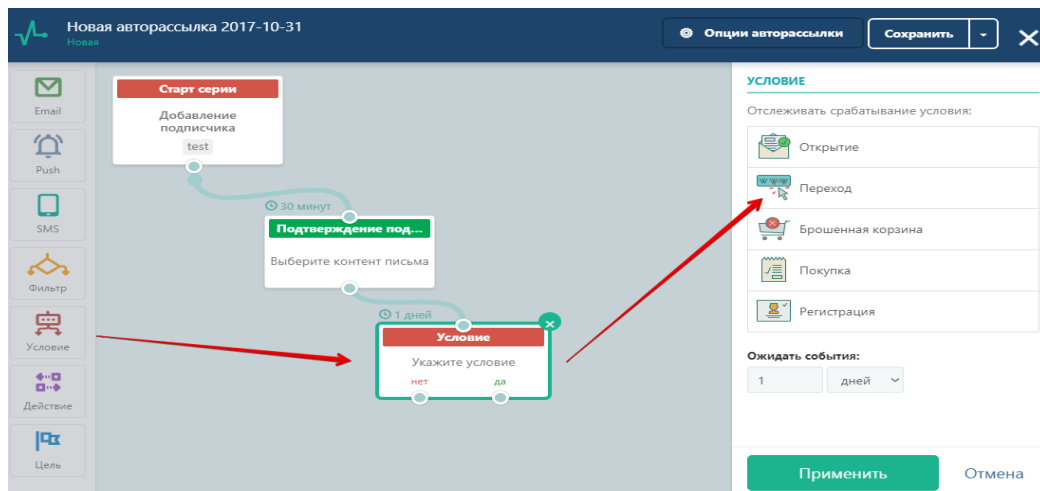 Новая авторассылка 2017-10-31
Новая
Опции авторассылки
Сохранить
Email
Push
SMS
Фильтр
Условие
Действие
Цель
Старт серии
Добавление
подписчика
test
30 минут
Подтверждение под...
Выберите контент письма
1 дней
Условие
Укажите условие
нет да
УСЛОВИЕ
Отслеживать срабатывание условия:
Открытие
Переход
Брошенная корзина
Покупка
Регистрация
Ожидать события:
1 дней
Применить Отмена